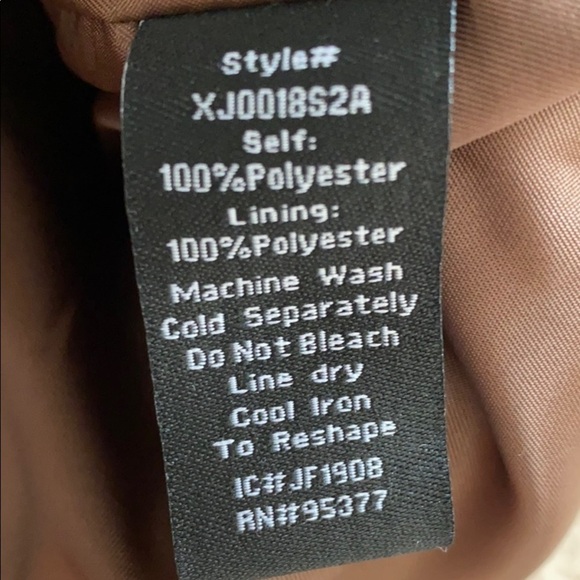 Style#
XJ0018S2A
Self:
100%Polyester
Lining:
100%Polyester
Machine Wash
Cold Separately
Do Not Bleach
Line dry
Cool Iron
To Reshape
IC#JF1908
RN#95377